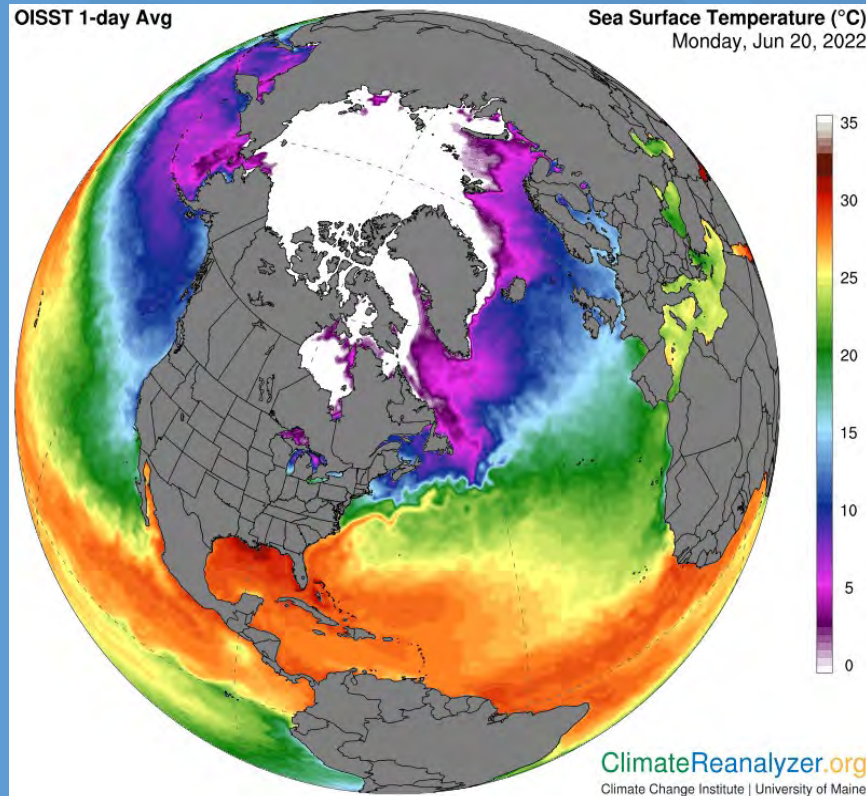 OISST 1-day Avg
Sea Surface Temperature (°C)
Monday, Jun 20, 2022
35
30
25
20
15
10
5
0
ClimateReanalyzer.org
Climate Change Institute | University of Maine